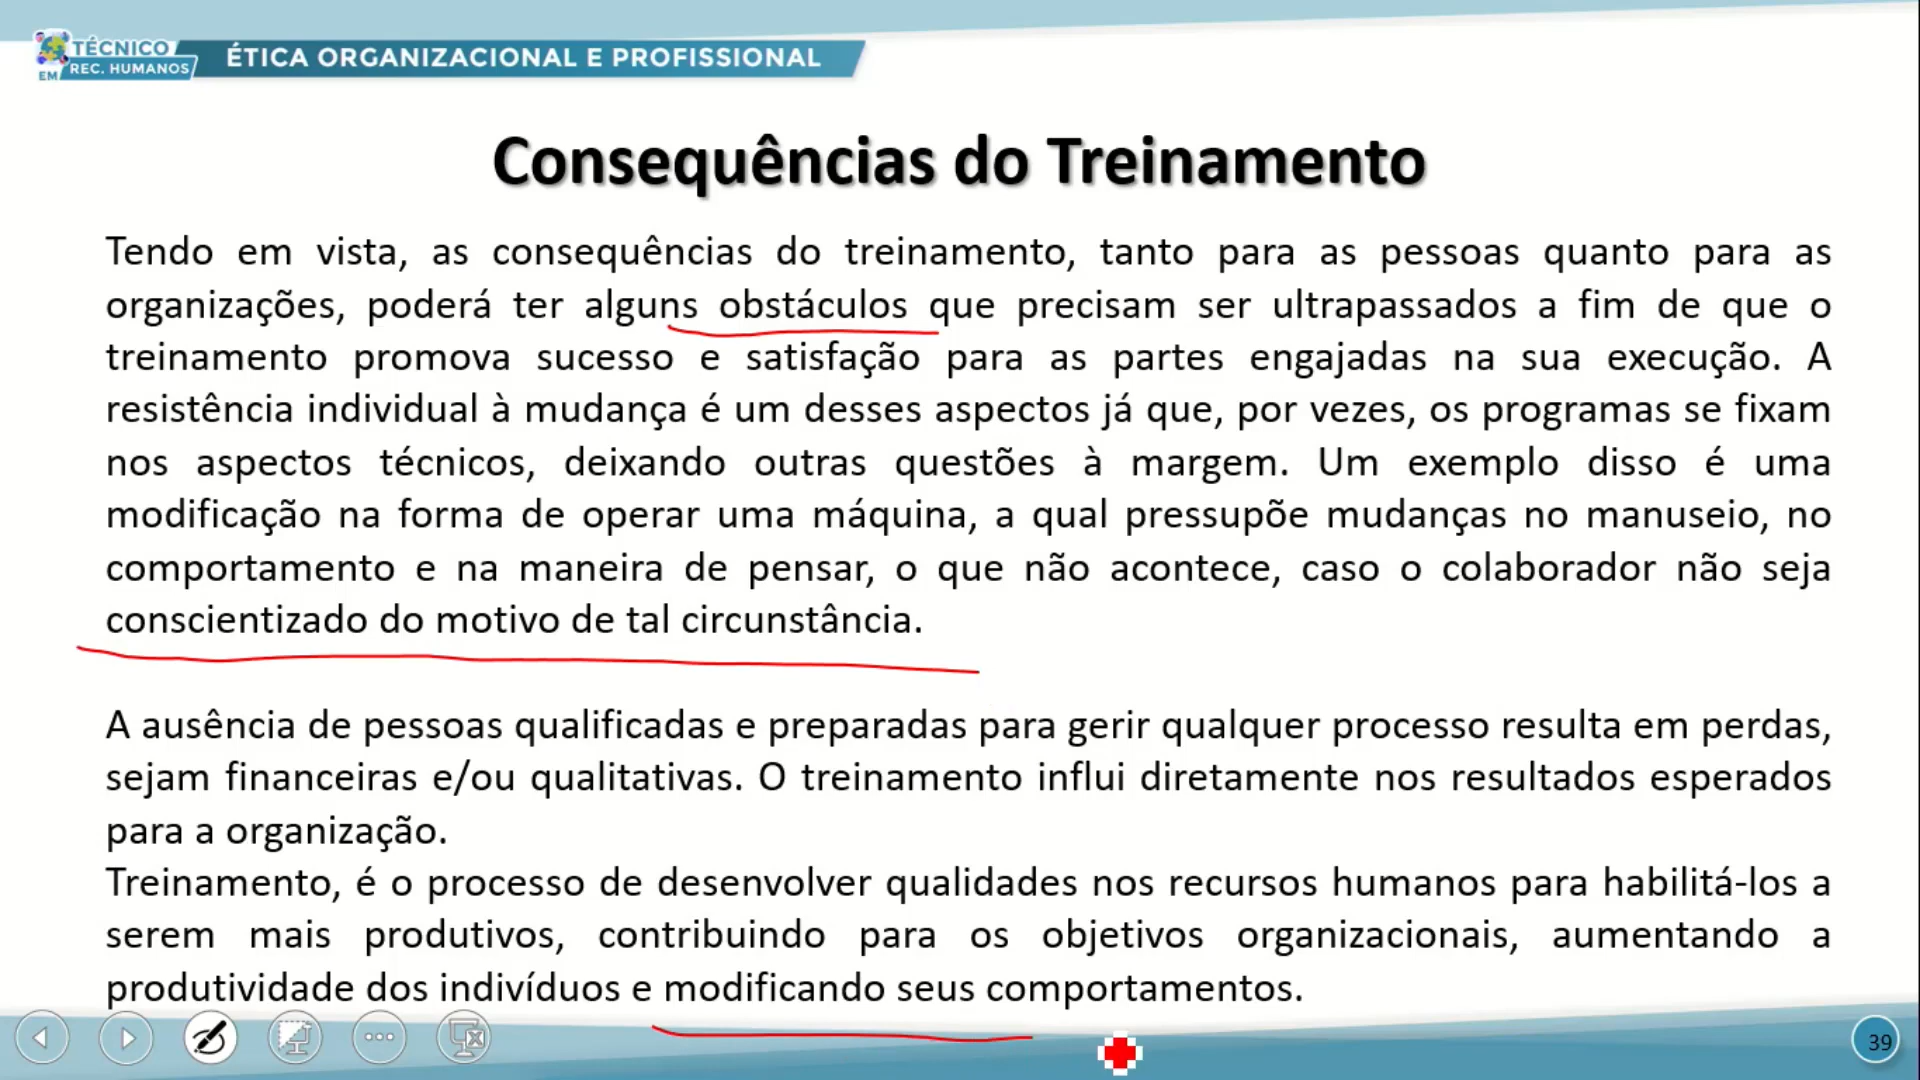 TÉCNICO
EM REC. HUMANOS
ÉTICA ORGANIZACIONAL E PROFISSIONAL
Consequências do Treinamento
Tendo em vista, as consequências do treinamento, tanto para as pessoas quanto para as
organizações, poderá ter alguns obstáculos que precisam ser ultrapassados a fim de que o
treinamento promova sucesso e satisfação para as partes engajadas na sua execução. A
resistência individual à mudança é um desses aspectos já que, por vezes, os programas se fixam
nos aspectos técnicos, deixando outras questões à margem. Um exemplo disso é uma
modificação na forma de operar uma máquina, a qual pressupõe mudanças no manuseio, no
comportamento e na maneira de pensar, o que não acontece, caso o colaborador não seja
conscientizado do motivo de tal circunstância.
A ausência de pessoas qualificadas e preparadas para gerir qualquer processo resulta em perdas,
sejam financeiras e/ou qualitativas. O treinamento influi diretamente nos resultados esperados
para a organização.
Treinamento, é o processo de desenvolver qualidades nos recursos humanos para habilitá-los a
serem mais produtivos, contribuindo para os objetivos organizacionais, aumentando a
produtividade dos indivíduos e modificando seus comportamentos.
39